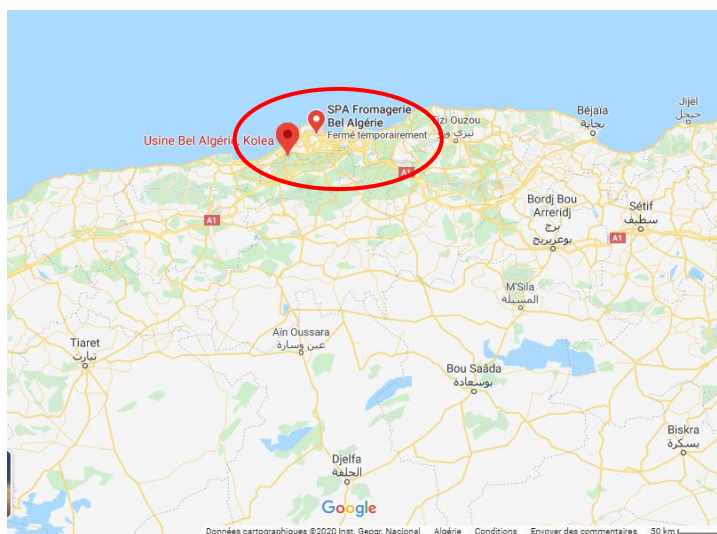 SPA Fromagerie
Bel Algérie
Fermé temporairement
Usine Bel Algérie, Kolea
Tizi Ouzou
تيزي وزو
Béjaïa
بجاية
Jijel
جيجل
A1
A1
Bordj Bou
Arreridj
برج
بوعريريج
Sétif
سطيف
A1
M'Sila
المسيلة
Tiaret
تيارت
Aïn Oussara
عين وسارة
Bou Saâda
بوسعادة
Biskra
بسكرة
Djelfa
الجلفة
Google
Données cartographiques ©2020 Inst. Geogr. Nacional Algérie Conditions Envoyer des commentaires 50 km